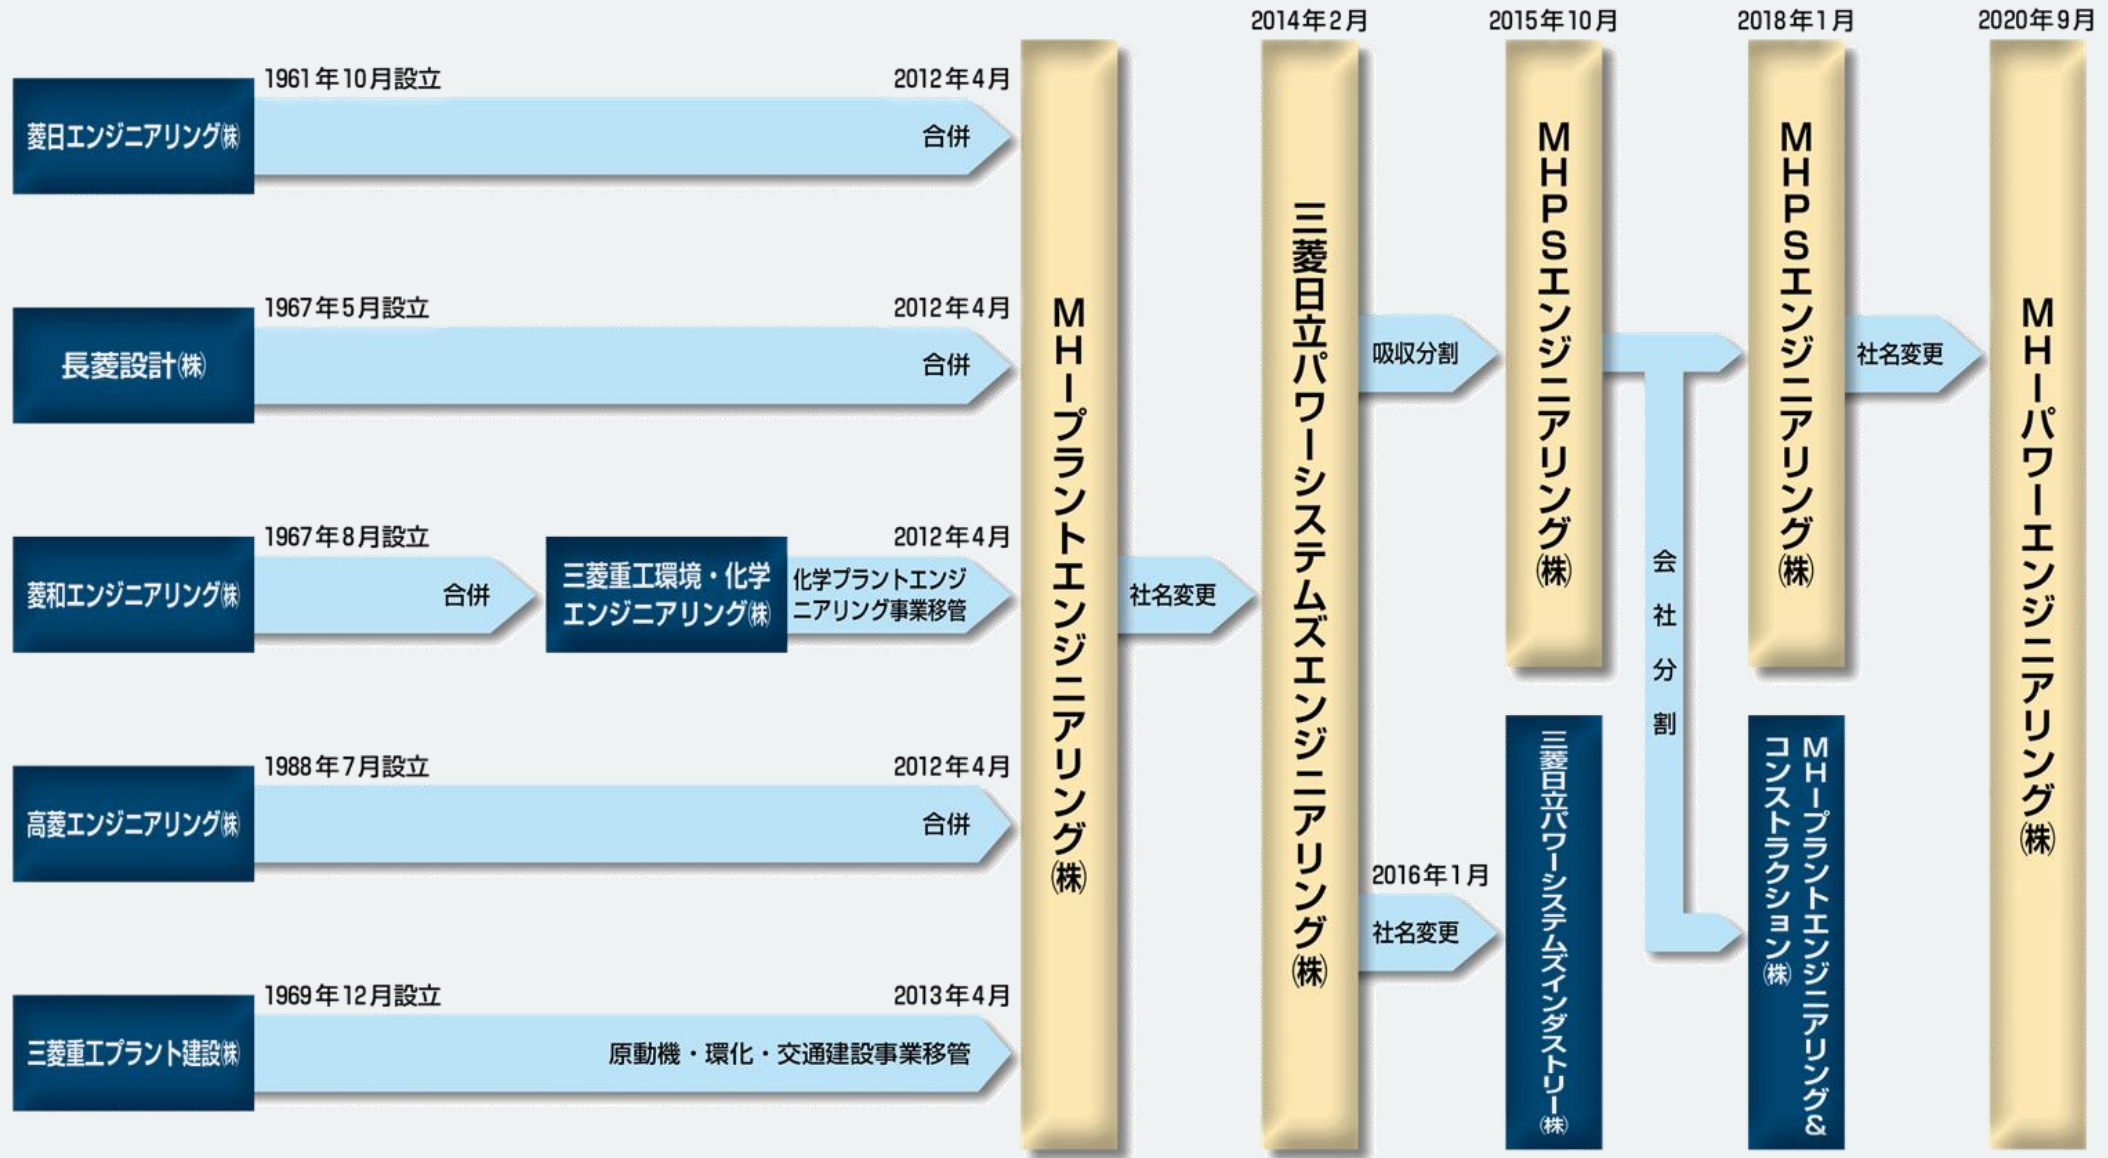 2014年2月
2015年10月
2018年1月
2020年9月
菱日エンジニアリング㈱
1961年10月設立
2012年4月
合併
長菱設計㈱
1967年5月設立
2012年4月
合併
菱和エンジニアリング㈱
1967年8月設立
合併
三菱重工環境・化学
エンジニアリング㈱
2012年4月
化学プラントエンジ
ニアリング事業移管
高菱エンジニアリング㈱
1988年7月設立
2012年4月
合併
三菱重工プラント建設㈱
1969年12月設立
2013年4月
原動機・環化・交通建設事業移管
MHIプラントエンジニアリング㈱
社名変更
三菱日立パワーシステムズエンジニアリング㈱
吸収分割
MHPSエンジニアリング㈱
2016年1月
社名変更
三菱日立パワーシステムズインダストリー㈱
会社分割
MHPSエンジニアリング㈱
MHIプラントエンジニアリング&
コンストラクション㈱
社名変更
MHIパワーエンジニアリング㈱